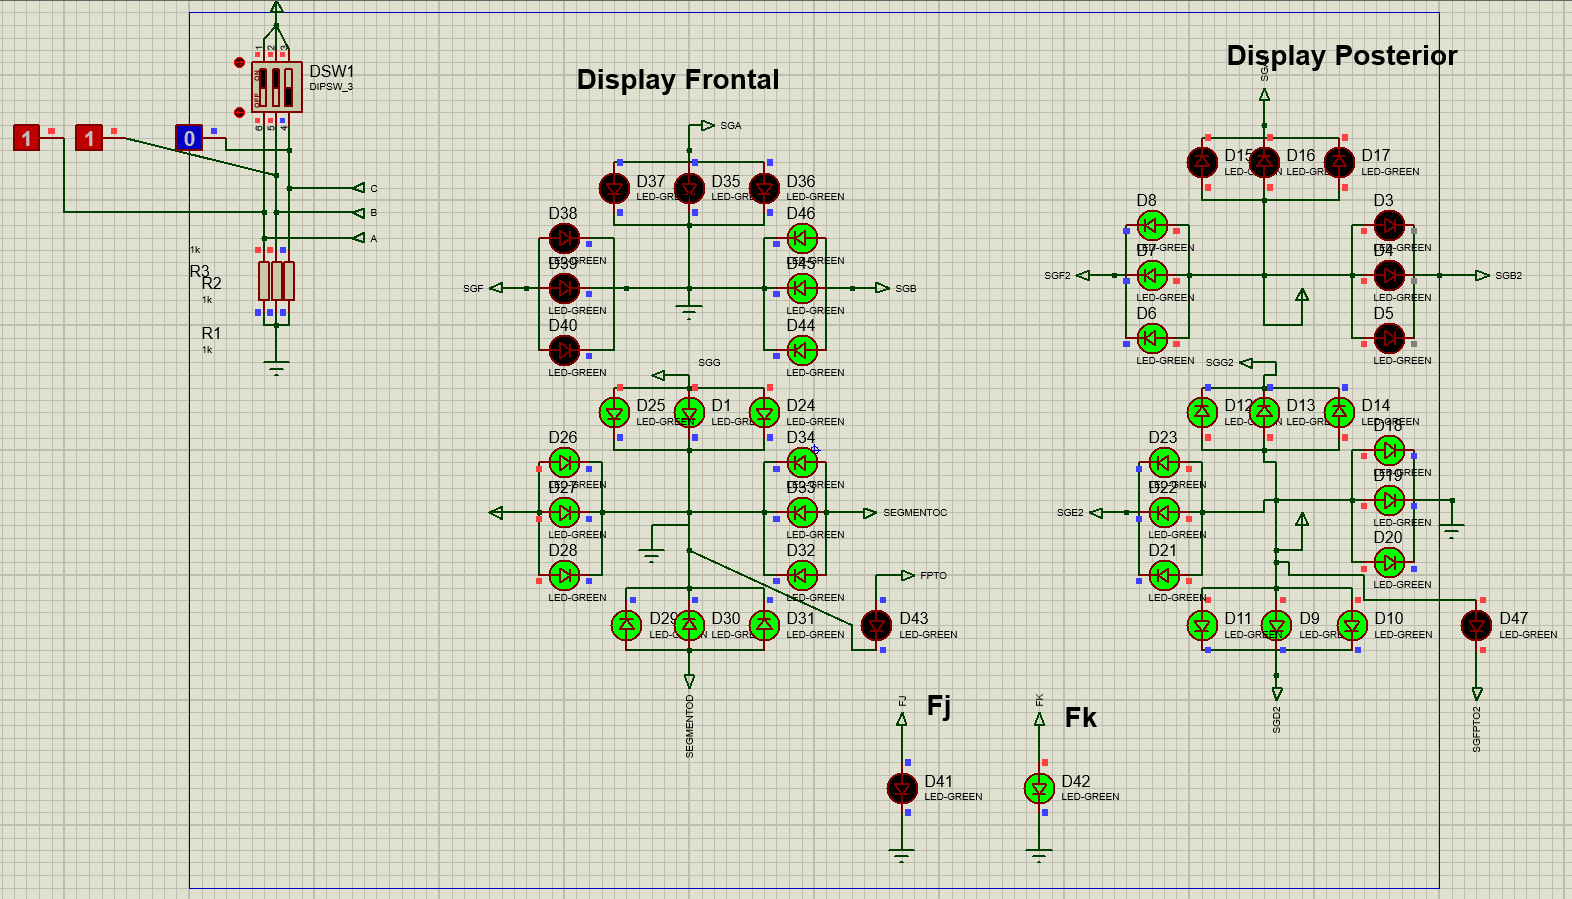 Display Frontal
Display Posterior
1
2
3
DSW1
DIPSW_3
ON
OFF
6
5
4
1
1
0
C
B
A
1k
R3
R2
1k
R1
1k
SGA
D37
LED-GREEN
D35
LED-GREEN
D36
LED-GREEN
D38
LED-GREEN
D39
LED-GREEN
D40
LED-GREEN
SGF
D46
LED-GREEN
D45
LED-GREEN
D44
LED-GREEN
SGB
SGG
D25
LED-GREEN
D1
LED-GREEN
D24
LED-GREEN
D26
LED-GREEN
D27
LED-GREEN
D28
LED-GREEN
D34
LED-GREEN
D33
LED-GREEN
D32
LED-GREEN
SEGMENTOC
FPTO
D29
LED-GREEN
D30
LED-GREEN
D31
LED-GREEN
D43
LED-GREEN
SEGMENTOD
FJ
Fj
D41
LED-GREEN
FK
Fk
D42
LED-GREEN
D15
LED-GREEN
D16
LED-GREEN
D17
LED-GREEN
D8
LED-GREEN
D7
LED-GREEN
D6
LED-GREEN
SGF2
D3
LED-GREEN
D4
LED-GREEN
D5
LED-GREEN
SGB2
SGG2
D12
LED-GREEN
D13
LED-GREEN
D14
LED-GREEN
D23
LED-GREEN
D22
LED-GREEN
D21
LED-GREEN
SGE2
D18
LED-GREEN
D19
LED-GREEN
D20
LED-GREEN
D11
LED-GREEN
D9
LED-GREEN
D10
LED-GREEN
D47
LED-GREEN
SGD2
SGFPTO2